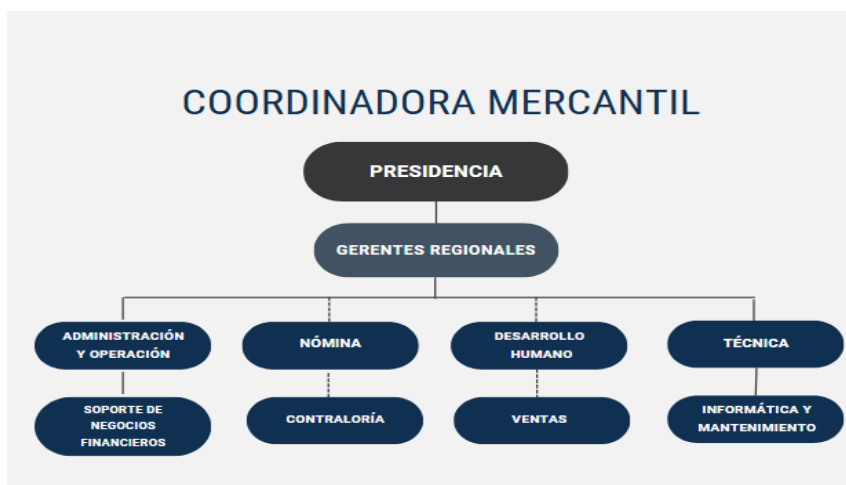 COORDINADORA MERCANTIL
PRESIDENCIA
GERENTES REGIONALES
ADMINISTRACIÓN
Y OPERACIÓN
NÓMINA
DESARROLLO
HUMANO
TÉCNICA
SOPORTE DE
NEGOCIOS
FINANCIEROS
CONTRALORÍA
VENTAS
INFORMÁTICA Y
MANTENIMIENTO